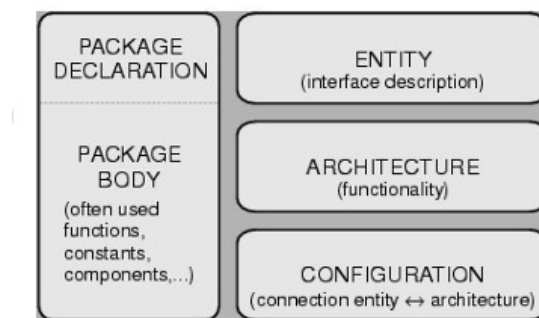 PACKAGE
DECLARATION
PACKAGE
BODY
(often used
functions,
constants,
components,...)
ENTITY
(interface description)
ARCHITECTURE
(functionality)
CONFIGURATION
(connection entity ↔ architecture)